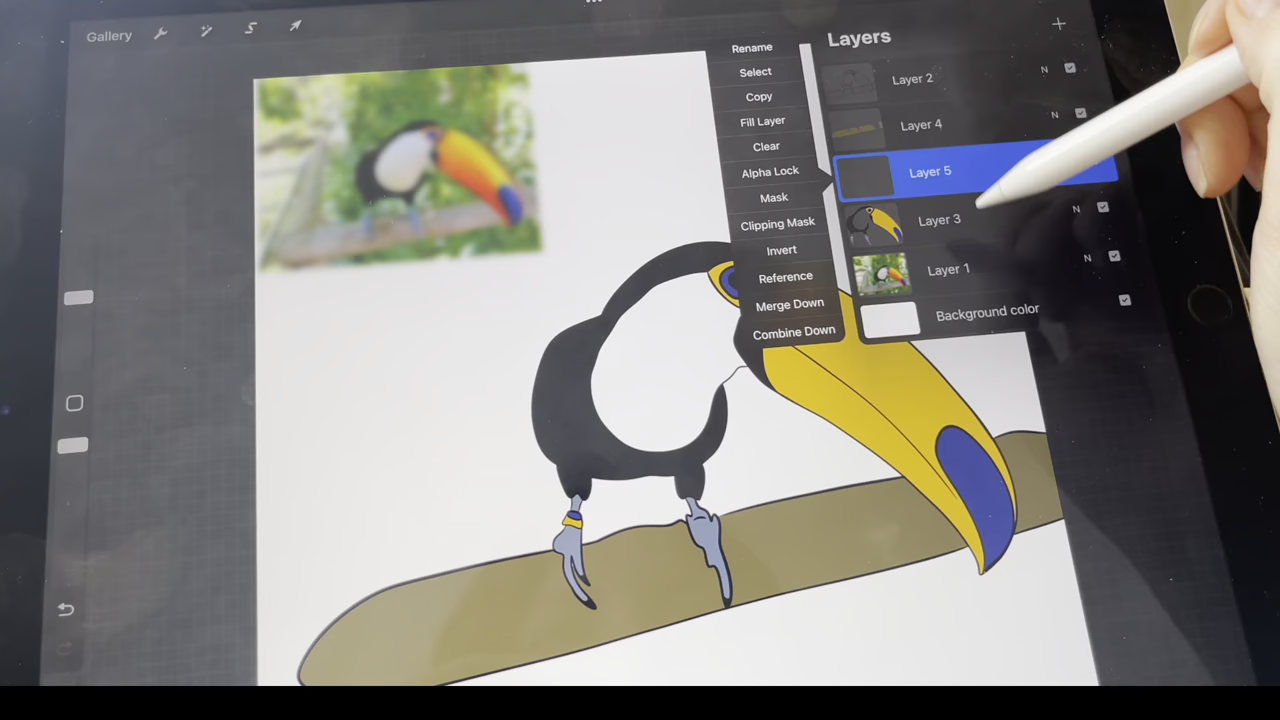 Gallery
Rename
Select
Copy
Fill Layer
Clear
Alpha Lock
Mask
Clipping Mask
Invert
Reference
Merge Down
Combine Down
Layers
Layer 2 N
Layer 4 N
Layer 5
Layer 3 N
Layer 1 N
Background color